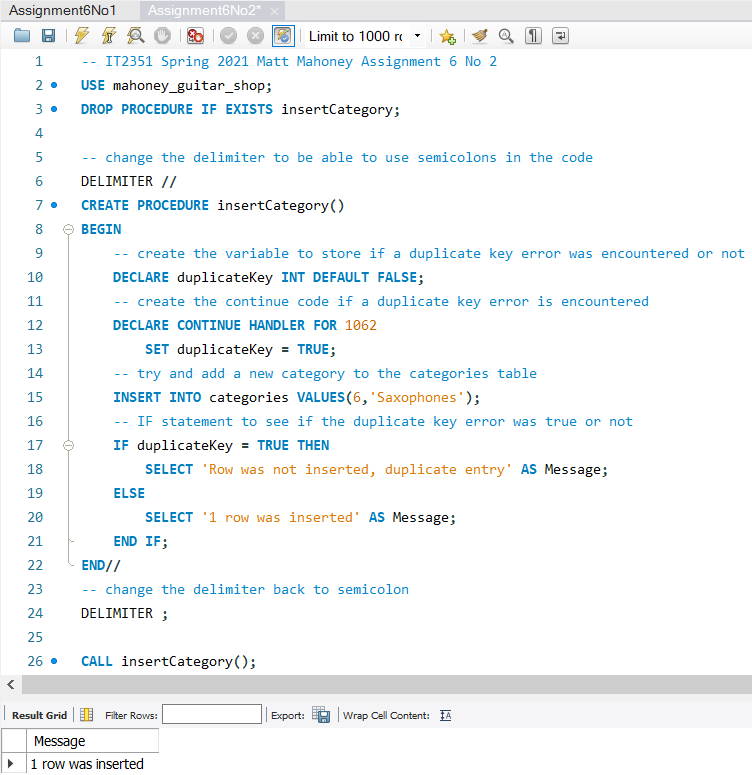 Assignment6No1 Assignment6No2* ×
Limit to 1000 rc
1 -- IT2351 Spring 2021 Matt Mahoney Assignment 6 No 2
2 USE mahoney_guitar_shop;
3 DROP PROCEDURE IF EXISTS insertCategory;
4
5 -- change the delimiter to be able to use semicolons in the code
6 DELIMITER //
7 CREATE PROCEDURE insertCategory()
8 BEGIN
9 -- create the variable to store if a duplicate key error was encountered or not
10 DECLARE duplicateKey INT DEFAULT FALSE;
11 -- create the continue code if a duplicate key error is encountered
12 DECLARE CONTINUE HANDLER FOR 1062
13 SET duplicateKey = TRUE;
14 -- try and add a new category to the categories table
15 INSERT INTO categories VALUES(6,'Saxophones');
16 -- IF statement to see if the duplicate key error was true or not
17 IF duplicateKey = TRUE THEN
18 SELECT 'Row was not inserted, duplicate entry' AS Message;
19 ELSE
20 SELECT '1 row was inserted' AS Message;
21 END IF;
22 END//
23 -- change the delimiter back to semicolon
24 DELIMITER ;
25
26 CALL insertCategory();
Result Grid Filter Rows: Export: Wrap Cell Content:
Message
1 row was inserted